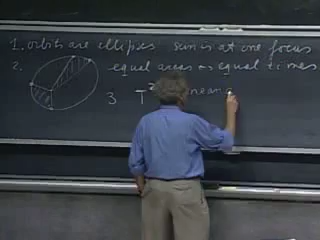 1. orbits are ellipses sun is at one focus
2. equal areas in equal times
3 T² mean